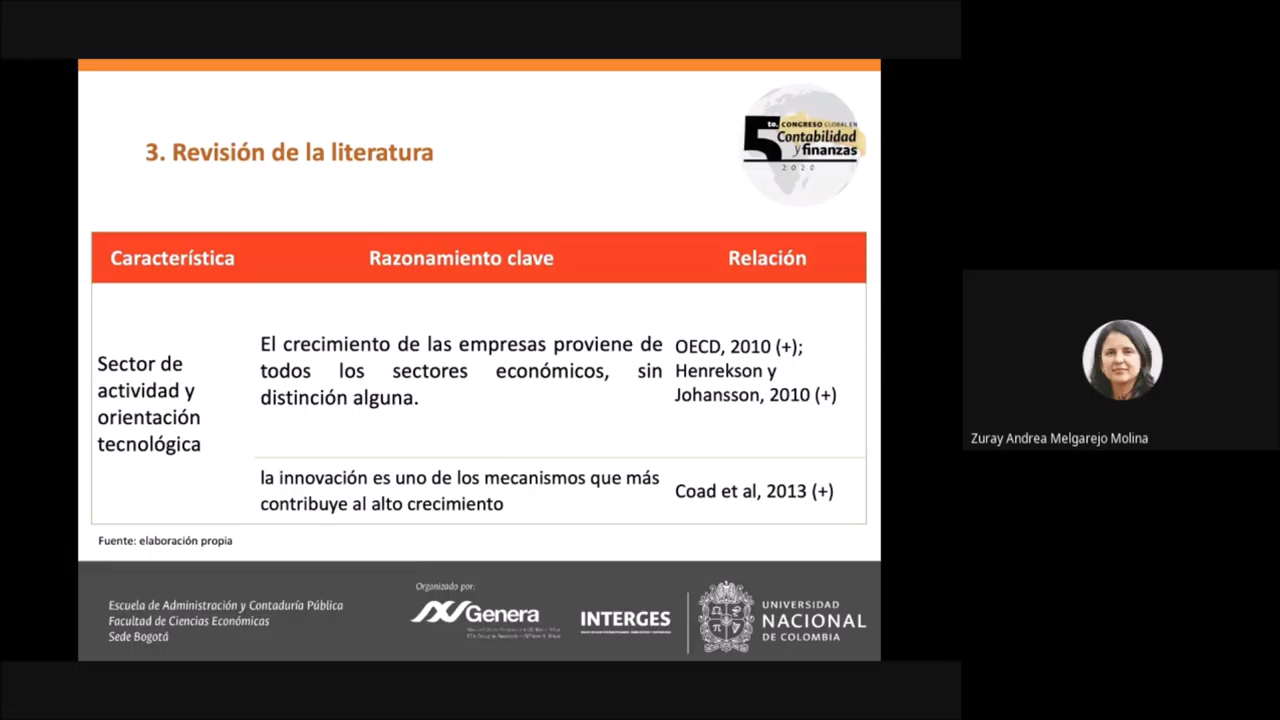 3. Revisión de la literatura
5to. CONGRESO GLOBAL EN
Contabilidad
y finanzas
2020
Característica Razonamiento clave Relación
Sector de
actividad y
orientación
tecnológica
El crecimiento de las empresas proviene de
todos los sectores económicos, sin
distinción alguna.
OECD, 2010 (+);
Henrekson y
Johansson, 2010 (+)
la innovación es uno de los mecanismos que más
contribuye al alto crecimiento
Coad et al, 2013 (+)
Fuente: elaboración propia
Escuela de Administración y Contaduría Pública
Facultad de Ciencias Económicas
Sede Bogotá
Organizado por:
Genera
INTERGES
UNIVERSIDAD
NACIONAL
DE COLOMBIA
Zuray Andrea Melgarejo Molina